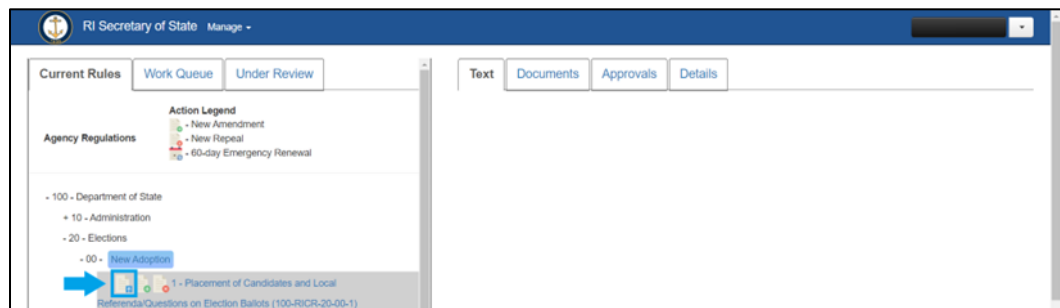 RI Secretary of State Manage
Current Rules Work Queue Under Review
Text Documents Approvals Details
Action Legend
Agency Regulations
- New Amendment
- New Repeal
- 60-day Emergency Renewal
- 100 - Department of State
+ 10 - Administration
- 20 - Elections
- 00 - New Adoption
1 - Placement of Candidates and Local
Referenda/Questions on Election Ballots (100-RICR-20-00-1)